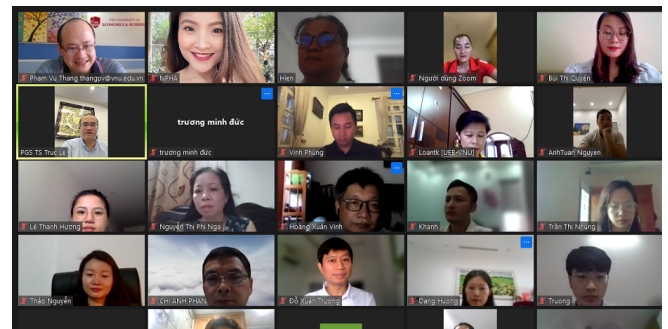 ECONOMICS & BUSINESS
Pham Vu Thang thangpv@vnu.edu.vn
NPHA
Hien
Người dùng Zoom
Bùi Thị Quyên
PGS TS Truc Le
trương minh đức
trương minh đức
Vinh Phùng
Loantk [UEB-VNU]
AnhTuan Nguyen
Lê Thanh Hương
Nguyễn Thị Phi Nga
Hoàng Xuân Vinh
Khanh
Trần Thị Nhung
Thảo Nguyễn
CHI ANH PHAN
Đỗ Xuân Trường
Dang Huong
Truong